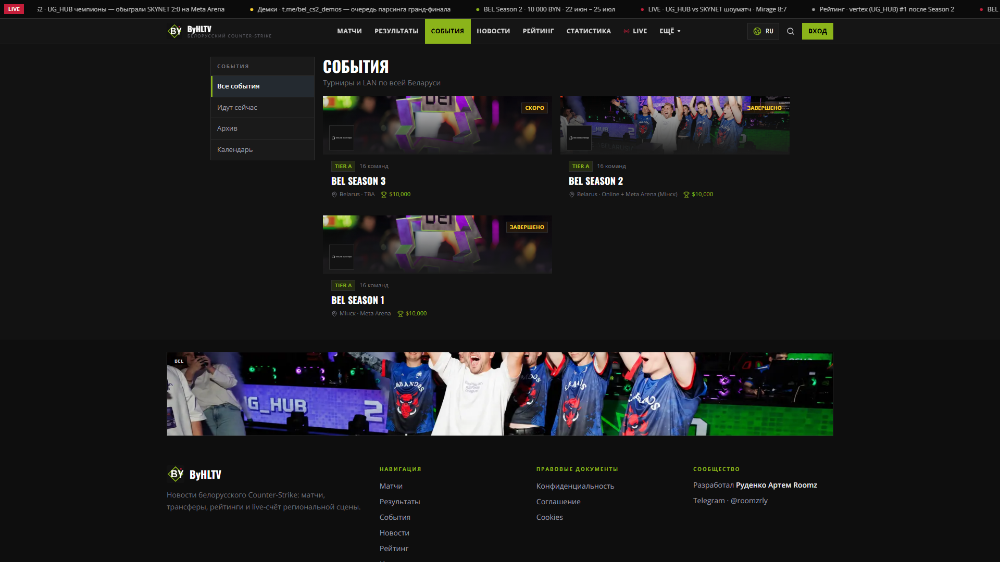 LIVE
S2 · UG_HUB чемпионы — обыграли SKYNET 2:0 на Meta Arena
Демки · t.me/bel_cs2_demos — очередь парсинга гранд-финала
BEL Season 2 · 10 000 BYN · 22 июн – 25 июл
LIVE · UG_HUB vs SKYNET шоуматч · Mirage 8:7
Рейтинг · vertex (UG_HUB) #1 после Season 2
BEL
BY ByHLTV
БЕЛОРУССКИЙ COUNTER-STRIKE
МАТЧИ
РЕЗУЛЬТАТЫ
СОБЫТИЯ
НОВОСТИ
РЕЙТИНГ
СТАТИСТИКА
LIVE
ЕЩЁ
RU
ВХОД
СОБЫТИЯ
Все события
Идут сейчас
Архив
Календарь
СОБЫТИЯ
Турниры и LAN по всей Беларуси
СКОРО
TIER A 16 команд
BEL SEASON 3
Belarus · TBA $10,000
ЗАВЕРШЕНО
_HUB 2
TIER A 16 команд
BEL SEASON 2
Belarus · Online + Meta Arena (Мінск) $10,000
ЗАВЕРШЕНО
TIER A 16 команд
BEL SEASON 1
Мінск · Meta Arena $10,000
BEL
UG_HUB 2
BY ByHLTV
Новости белорусского Counter-Strike: матчи,
трансферы, рейтинги и live-счёт региональной сцены.
НАВИГАЦИЯ
Матчи
Результаты
События
Новости
Рейтинг
ПРАВОВЫЕ ДОКУМЕНТЫ
Конфиденциальность
Соглашение
Cookies
СООБЩЕСТВО
Разработал Руденко Артем Roomz
Telegram · @roomzrly